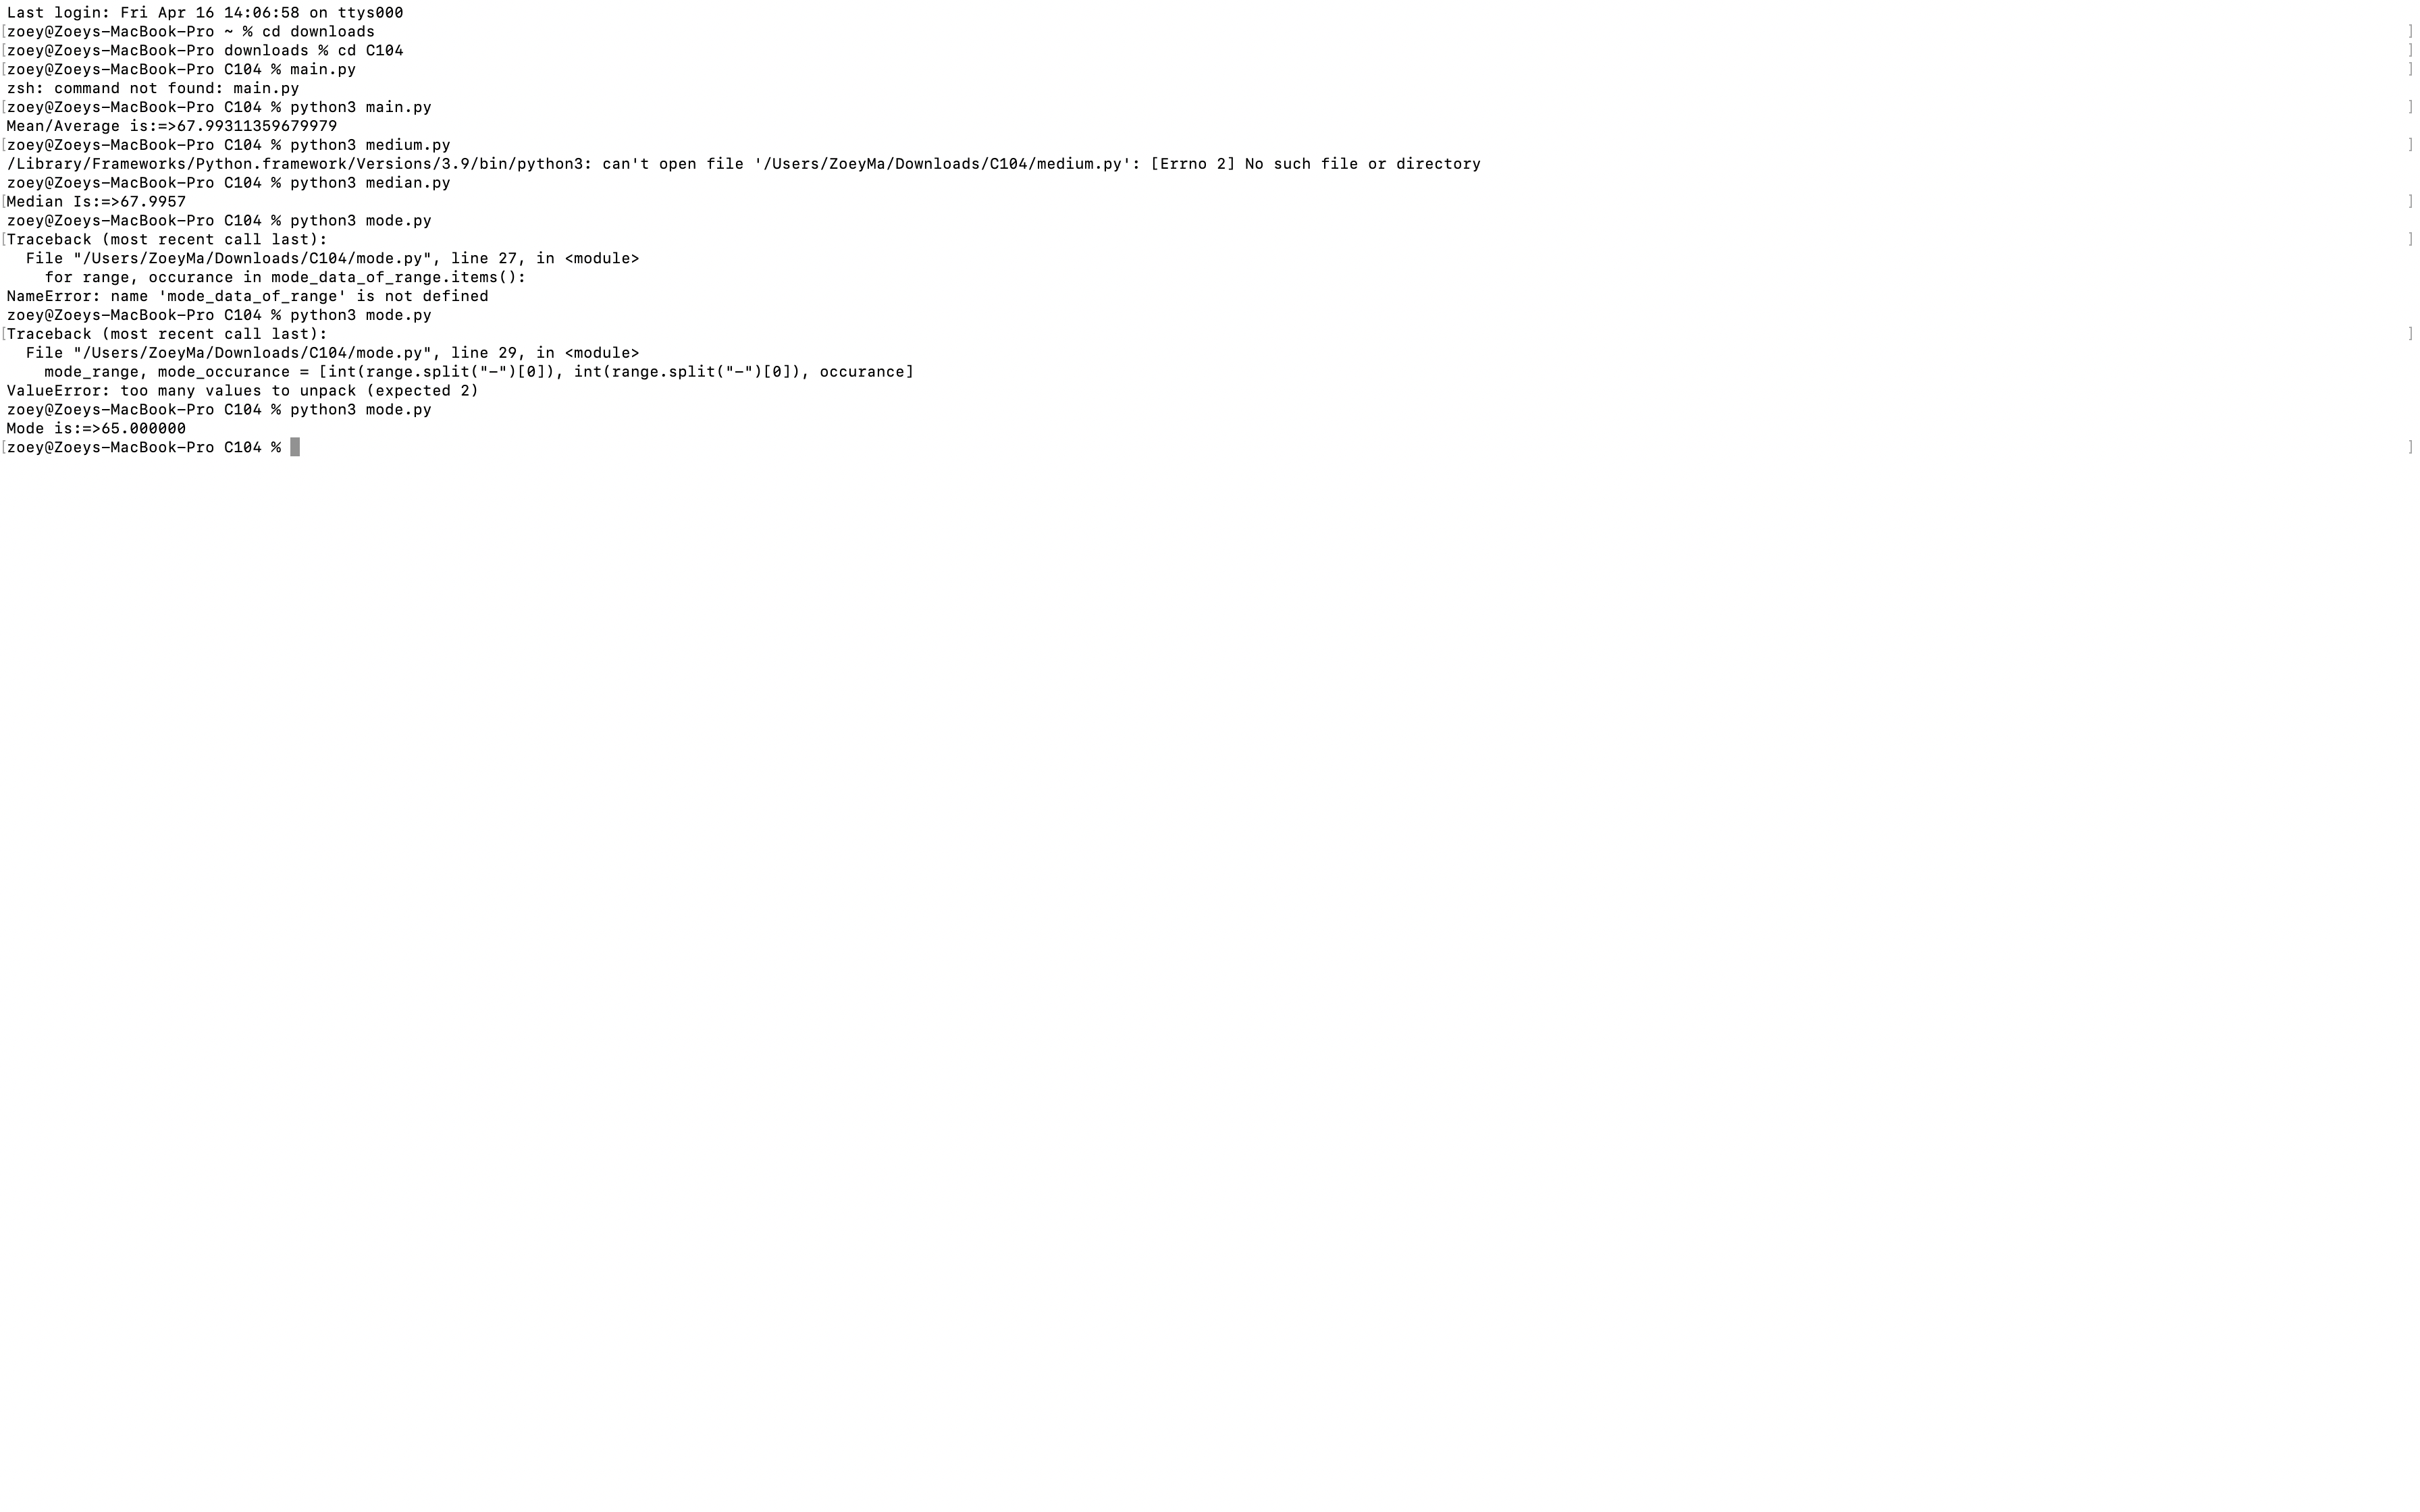 Last login: Fri Apr 16 14:06:58 on ttys000
[zoey@Zoeys-MacBook-Pro ~ % cd downloads ]
[zoey@Zoeys-MacBook-Pro downloads % cd C104 ]
[zoey@Zoeys-MacBook-Pro C104 % main.py ]
zsh: command not found: main.py
[zoey@Zoeys-MacBook-Pro C104 % python3 main.py ]
Mean/Average is:=>67.99311359679979
[zoey@Zoeys-MacBook-Pro C104 % python3 medium.py ]
/Library/Frameworks/Python.framework/Versions/3.9/bin/python3: can't open file '/Users/ZoeyMa/Downloads/C104/medium.py': [Errno 2] No such file or directory
zoey@Zoeys-MacBook-Pro C104 % python3 median.py
[Median Is:=>67.9957 ]
zoey@Zoeys-MacBook-Pro C104 % python3 mode.py
[Traceback (most recent call last): ]
  File "/Users/ZoeyMa/Downloads/C104/mode.py", line 27, in <module>
    for range, occurance in mode_data_of_range.items():
NameError: name 'mode_data_of_range' is not defined
zoey@Zoeys-MacBook-Pro C104 % python3 mode.py
[Traceback (most recent call last): ]
  File "/Users/ZoeyMa/Downloads/C104/mode.py", line 29, in <module>
    mode_range, mode_occurance = [int(range.split("-")[0]), int(range.split("-")[0]), occurance]
ValueError: too many values to unpack (expected 2)
zoey@Zoeys-MacBook-Pro C104 % python3 mode.py
Mode is:=>65.000000
[zoey@Zoeys-MacBook-Pro C104 % ]